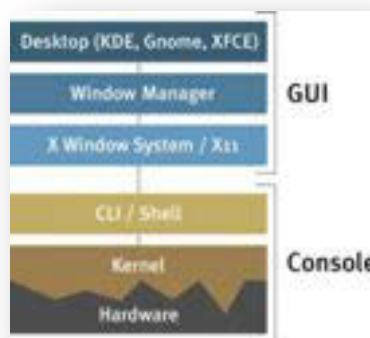 Desktop (KDE, Gnome, XFCE)
Window Manager
GUI
X Window System / X11
CLI / Shell
Kernel
Console
Hardware